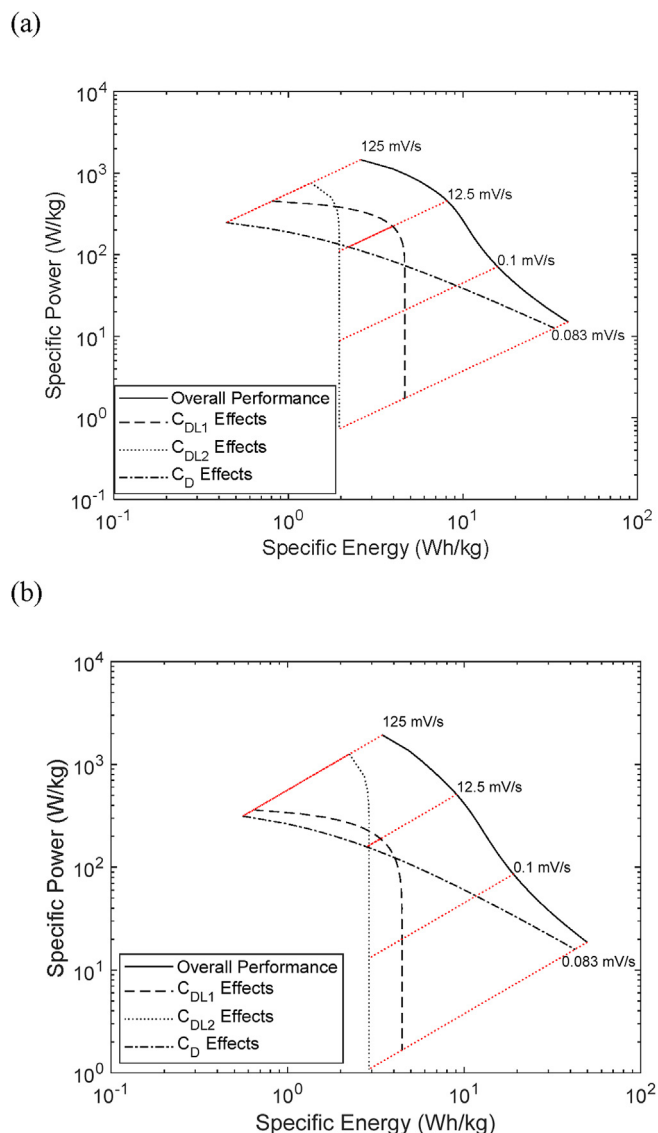 (a)
10^4
10^3
10^2
10^1
10^0
10^-1
Specific Power (W/kg)
125 mV/s
12.5 mV/s
0.1 mV/s
0.083 mV/s
Overall Performance
C_DL1 Effects
C_DL2 Effects
C_D Effects
10^-1
10^0
10^1
10^2
Specific Energy (Wh/kg)
(b)
10^4
10^3
10^2
10^1
10^0
Specific Power (W/kg)
125 mV/s
12.5 mV/s
0.1 mV/s
0.083 mV/s
Overall Performance
C_DL1 Effects
C_DL2 Effects
C_D Effects
10^-1
10^0
10^1
10^2
Specific Energy (Wh/kg)